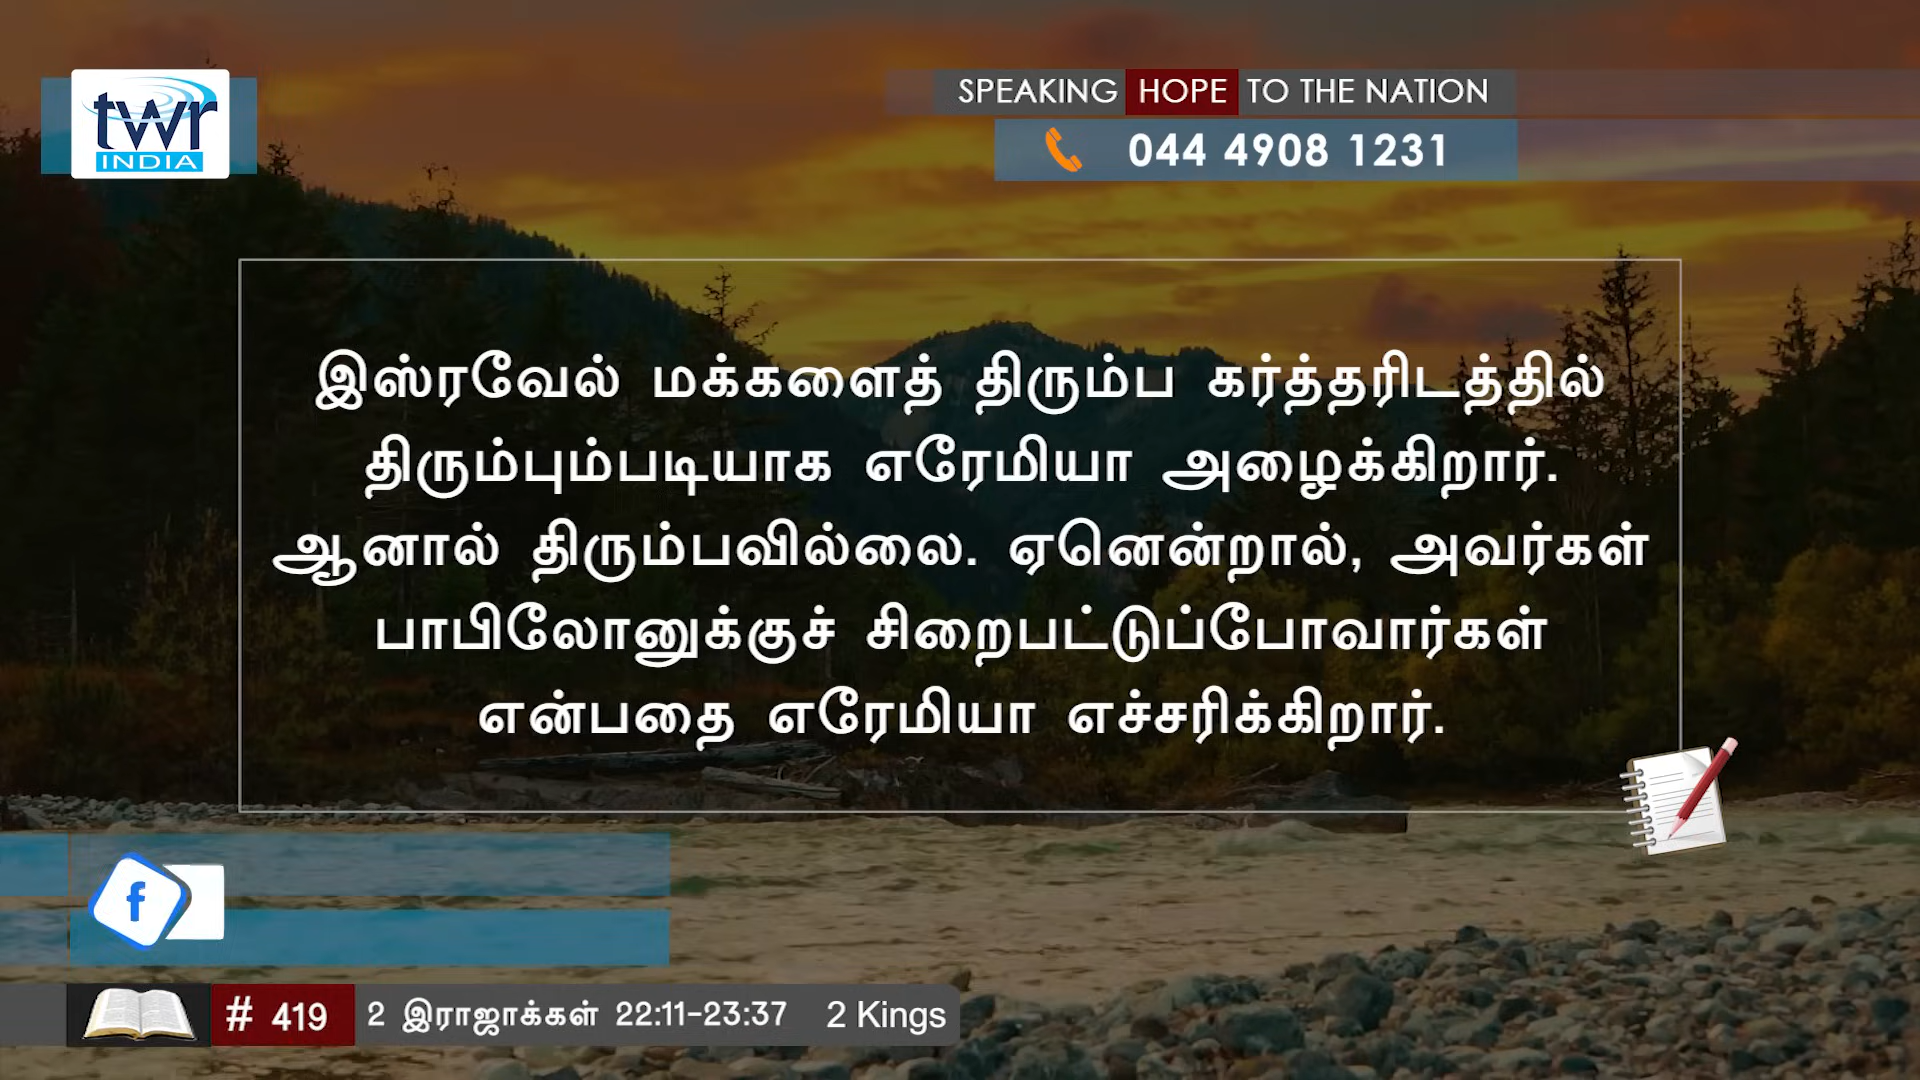 twr
INDIA
SPEAKING HOPE TO THE NATION
044 4908 1231
இஸ்ரவேல் மக்களைத் திரும்ப கர்த்தரிடத்தில்
திரும்பும்படியாக எரேமியா அழைக்கிறார்.
ஆனால் திரும்பவில்லை. ஏனென்றால், அவர்கள்
பாபிலோனுக்குச் சிறைபட்டுப்போவார்கள்
என்பதை எரேமியா எச்சரிக்கிறார்.
f
# 419 2 இராஜாக்கள் 22:11-23:37 2 Kings